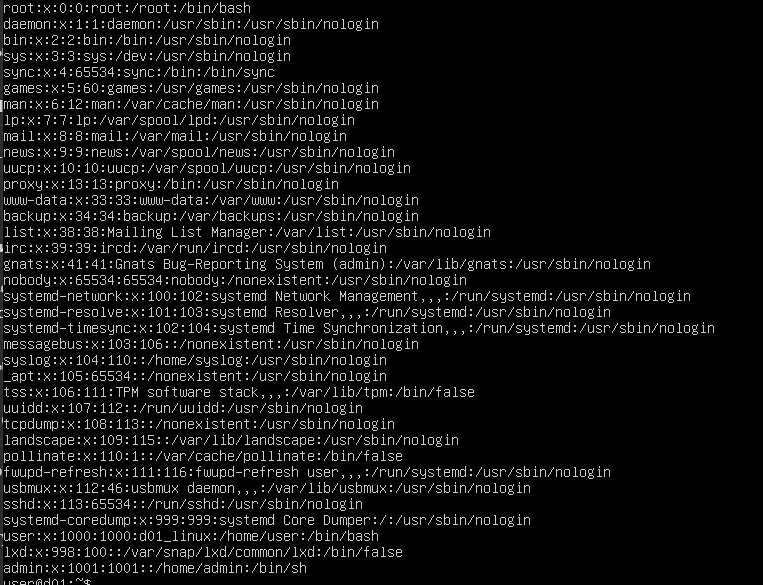 root:x:0:0:root:/root:/bin/bash
daemon:x:1:1:daemon:/usr/sbin:/usr/sbin/nologin
bin:x:2:2:bin:/bin:/usr/sbin/nologin
sys:x:3:3:sys:/dev:/usr/sbin/nologin
sync:x:4:65534:sync:/bin:/bin/sync
games:x:5:60:games:/usr/games:/usr/sbin/nologin
man:x:6:12:man:/var/cache/man:/usr/sbin/nologin
lp:x:7:7:lp:/var/spool/lpd:/usr/sbin/nologin
mail:x:8:8:mail:/var/mail:/usr/sbin/nologin
news:x:9:9:news:/var/spool/news:/usr/sbin/nologin
uucp:x:10:10:uucp:/var/spool/uucp:/usr/sbin/nologin
proxy:x:13:13:proxy:/bin:/usr/sbin/nologin
www-data:x:33:33:www-data:/var/www:/usr/sbin/nologin
backup:x:34:34:backup:/var/backups:/usr/sbin/nologin
list:x:38:38:Mailing List Manager:/var/list:/usr/sbin/nologin
irc:x:39:39:ircd:/var/run/ircd:/usr/sbin/nologin
gnats:x:41:41:Gnats Bug-Reporting System (admin):/var/lib/gnats:/usr/sbin/nologin
nobody:x:65534:65534:nobody:/nonexistent:/usr/sbin/nologin
systemd-network:x:100:102:systemd Network Management,,,:/run/systemd:/usr/sbin/nologin
systemd-resolve:x:101:103:systemd Resolver,,,:/run/systemd:/usr/sbin/nologin
systemd-timesync:x:102:104:systemd Time Synchronization,,,:/run/systemd:/usr/sbin/nologin
messagebus:x:103:106::/nonexistent:/usr/sbin/nologin
syslog:x:104:110::/home/syslog:/usr/sbin/nologin
_apt:x:105:65534::/nonexistent:/usr/sbin/nologin
tss:x:106:111:TPM software stack,,,:/var/lib/tpm:/bin/false
uuidd:x:107:112::/run/uuidd:/usr/sbin/nologin
tcpdump:x:108:113::/nonexistent:/usr/sbin/nologin
landscape:x:109:115::/var/lib/landscape:/usr/sbin/nologin
pollinate:x:110:1::/var/cache/pollinate:/bin/false
fwupd-refresh:x:111:116:fwupd-refresh user,,,:/run/systemd:/usr/sbin/nologin
usbmux:x:112:46:usbmux daemon,,,:/var/lib/usbmux:/usr/sbin/nologin
sshd:x:113:65534::/run/sshd:/usr/sbin/nologin
systemd-coredump:x:999:999:systemd Core Dumper:/:/usr/sbin/nologin
user:x:1000:1000:d01_linux:/home/user:/bin/bash
lxd:x:998:100::/var/snap/lxd/common/lxd:/bin/false
admin:x:1001:1001::/home/admin:/bin/sh
user@d01:~$